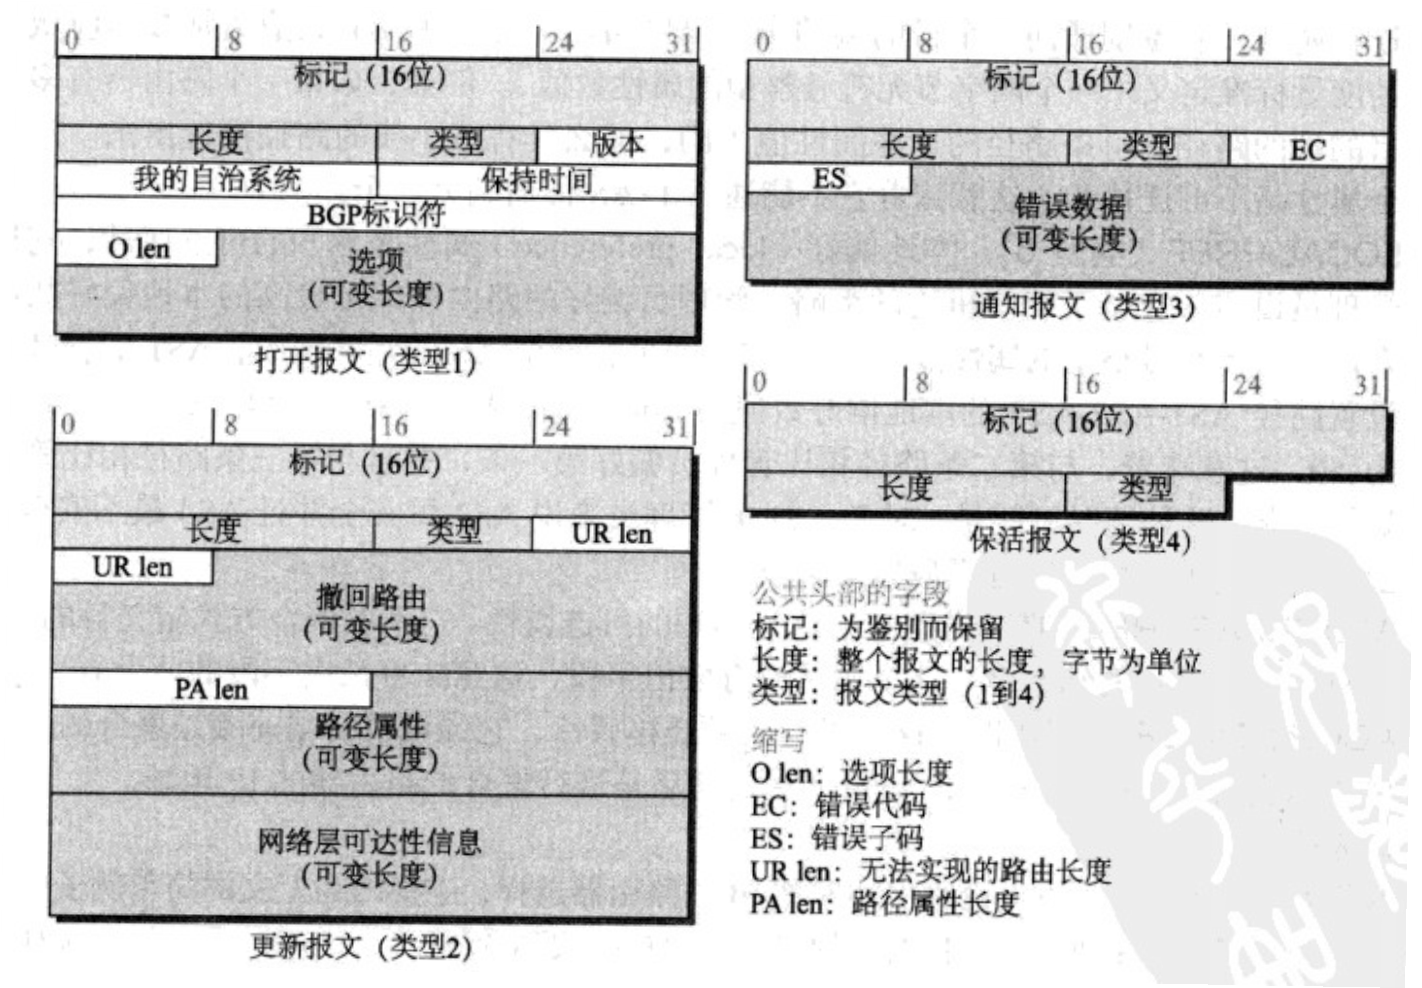 0 8 16 24 31
标记（16位）
长度 类型 版本
我的自治系统 保持时间
BGP标识符
O len
选项
（可变长度）
打开报文（类型1）
0 8 16 24 31
标记（16位）
长度 类型 UR len
UR len
撤回路由
（可变长度）
PA len
路径属性
（可变长度）
网络层可达性信息
（可变长度）
更新报文（类型2）
0 8 16 24 31
标记（16位）
长度 类型 EC
ES
错误数据
（可变长度）
通知报文（类型3）
0 8 16 24 31
标记（16位）
长度 类型
保活报文（类型4）
公共头部的字段
标记：为鉴别而保留
长度：整个报文的长度，字节为单位
类型：报文类型（1到4）
缩写
O len：选项长度
EC：错误代码
ES：错误子码
UR len：无法实现的路由长度
PA len：路径属性长度